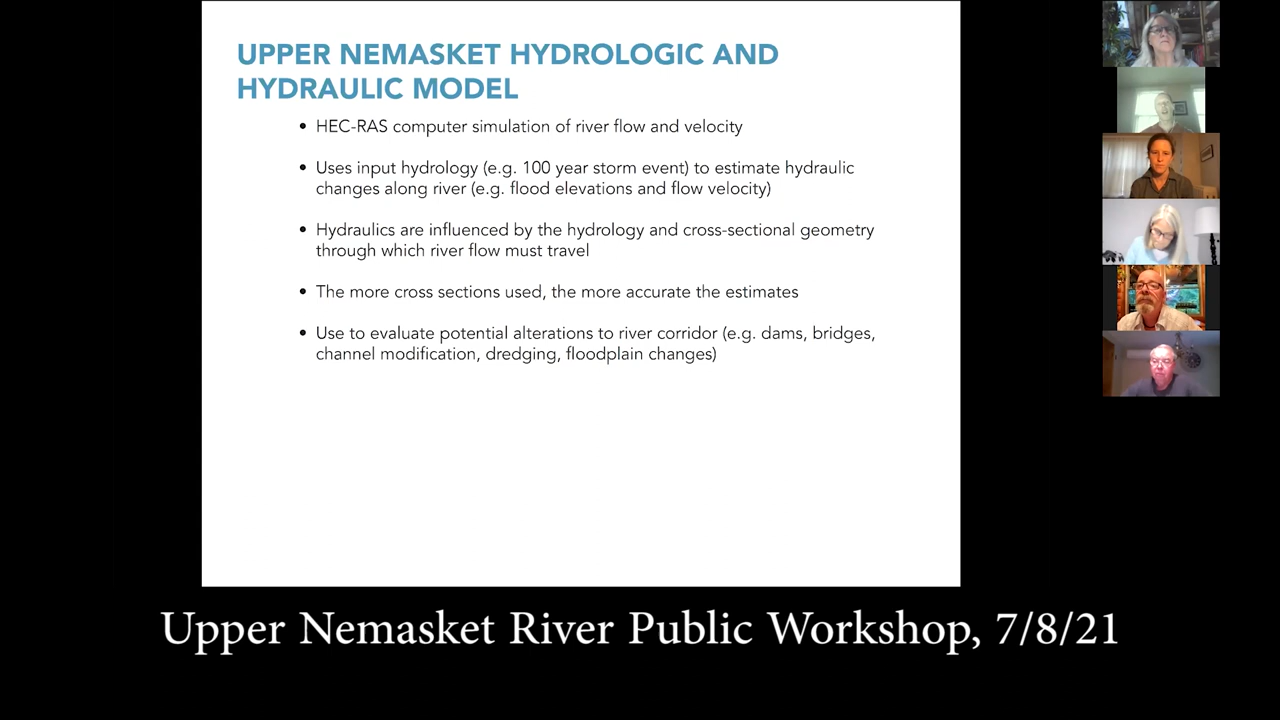 UPPER NEMASKET HYDROLOGIC AND
HYDRAULIC MODEL
• HEC-RAS computer simulation of river flow and velocity
• Uses input hydrology (e.g. 100 year storm event) to estimate hydraulic
changes along river (e.g. flood elevations and flow velocity)
• Hydraulics are influenced by the hydrology and cross-sectional geometry
through which river flow must travel
• The more cross sections used, the more accurate the estimates
• Use to evaluate potential alterations to river corridor (e.g. dams, bridges,
channel modification, dredging, floodplain changes)
Upper Nemasket River Public Workshop, 7/8/21